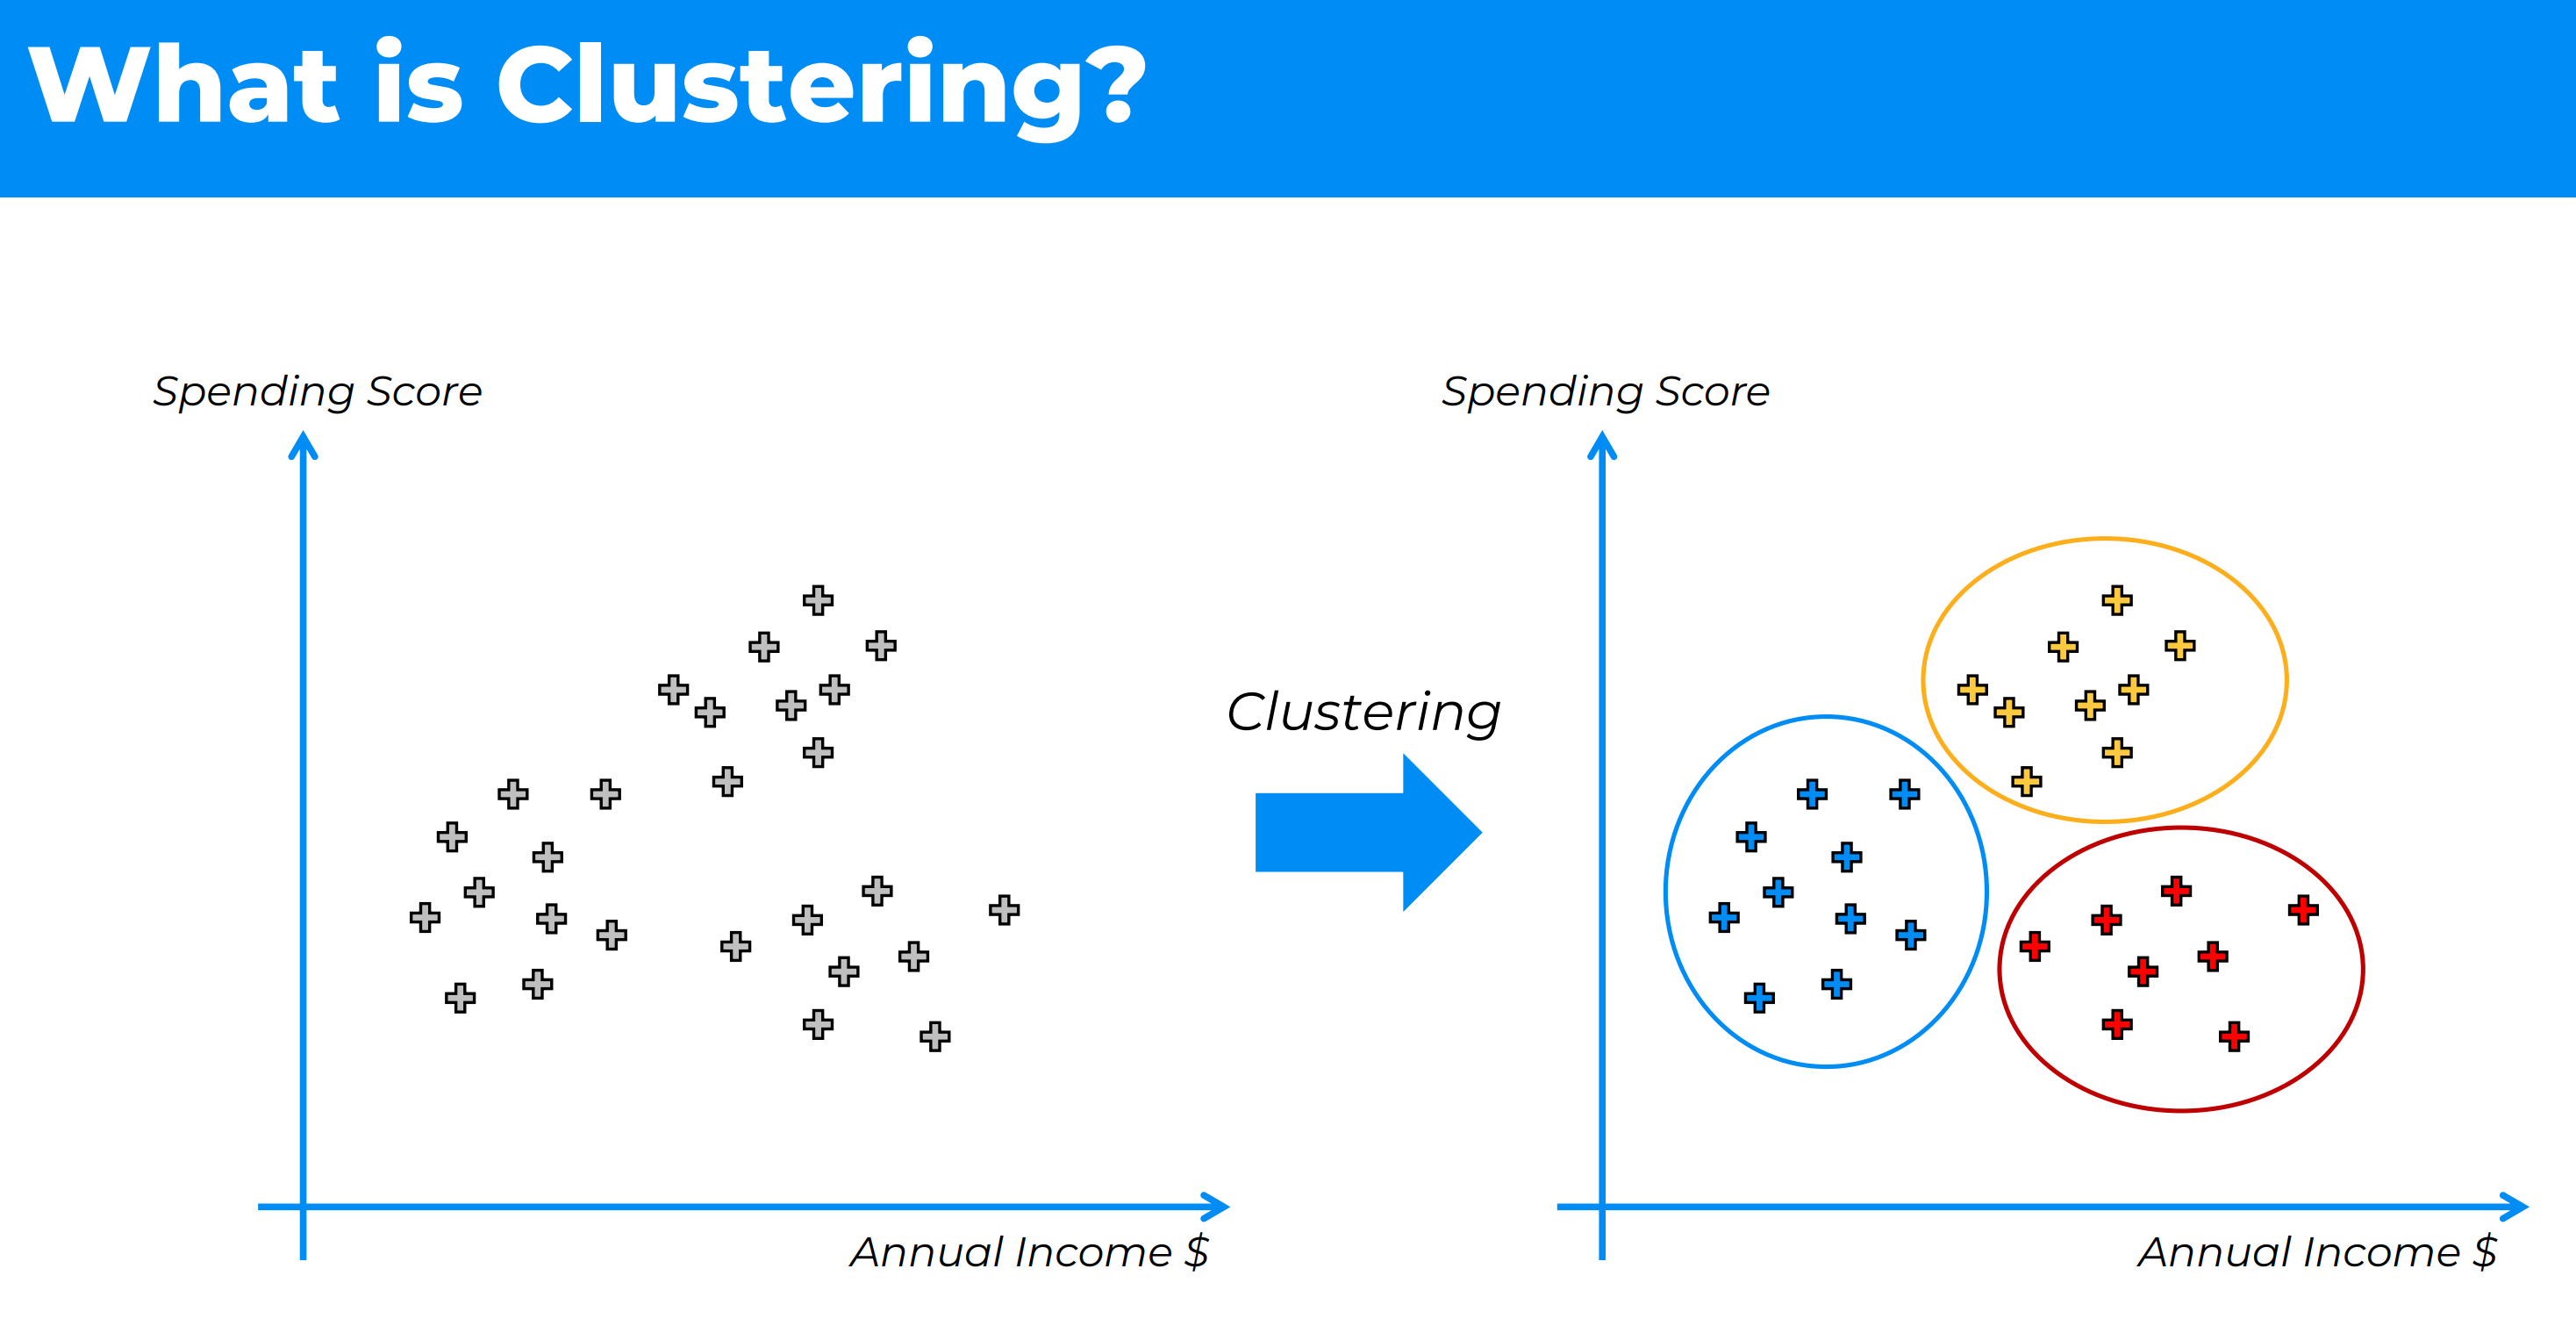 What is Clustering?
Spending Score
Spending Score
Clustering
Annual Income $
Annual Income $